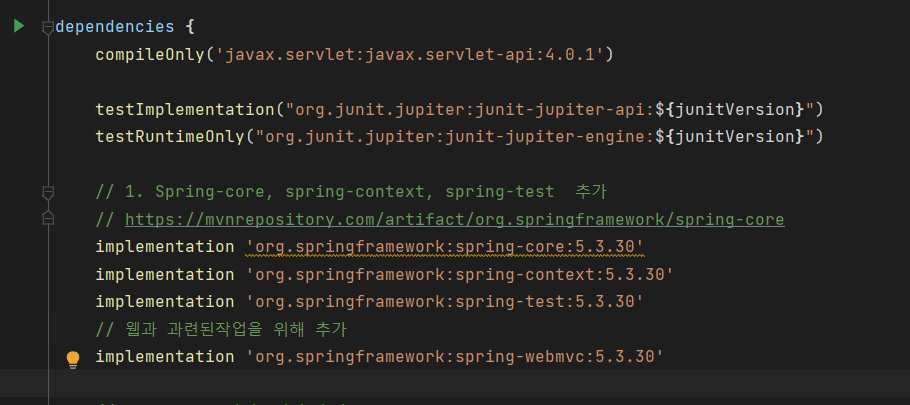 dependencies {
compileOnly('javax.servlet:javax.servlet-api:4.0.1')
testImplementation("org.junit.jupiter:junit-jupiter-api:${junitVersion}")
testRuntimeOnly("org.junit.jupiter:junit-jupiter-engine:${junitVersion}")
// 1. Spring-core, spring-context, spring-test  추가
// https://mvnrepository.com/artifact/org.springframework/spring-core
implementation 'org.springframework:spring-core:5.3.30'
implementation 'org.springframework:spring-context:5.3.30'
implementation 'org.springframework:spring-test:5.3.30'
// 웹과 과련된작업을 위해 추가
implementation 'org.springframework:spring-webmvc:5.3.30'